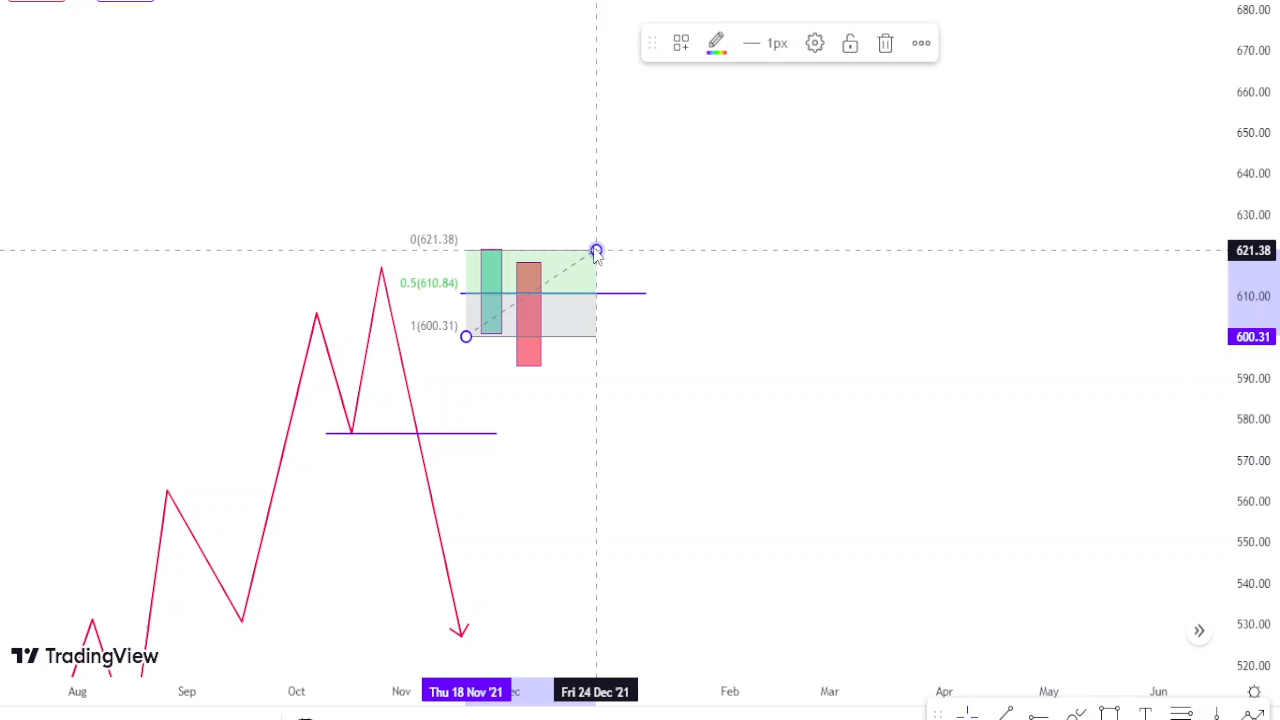 680.00
1px
670.00
660.00
650.00
640.00
630.00
0(621.38)
621.38
0.5(610.84)
610.00
1(600.31)
600.31
590.00
580.00
570.00
560.00
550.00
540.00
530.00
TradingView
520.00
Aug
Sep
Oct
Nov
Thu 18 Nov '21
Fri 24 Dec '21
Feb
Mar
Apr
May
Jun